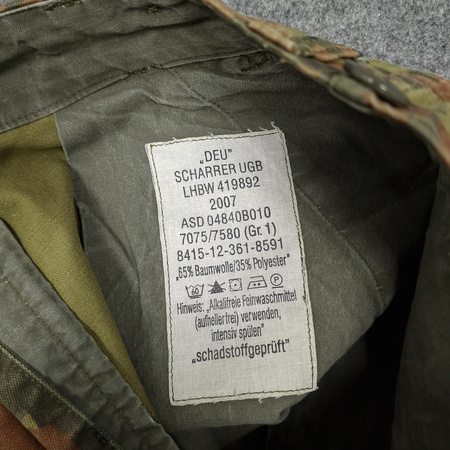 „DEU"
SCHARRER UGB
LHBW 419892
2007
ASD 04840B010
7075/7580 (Gr. 1)
8415-12-361-8591
„65% Baumwolle/35% Polyester"
60 P
Hinweis: „Alkalifreie Feinwaschmittel
(aufhellerfrei) verwenden,
intensiv spülen"
„schadstoffgeprüft"